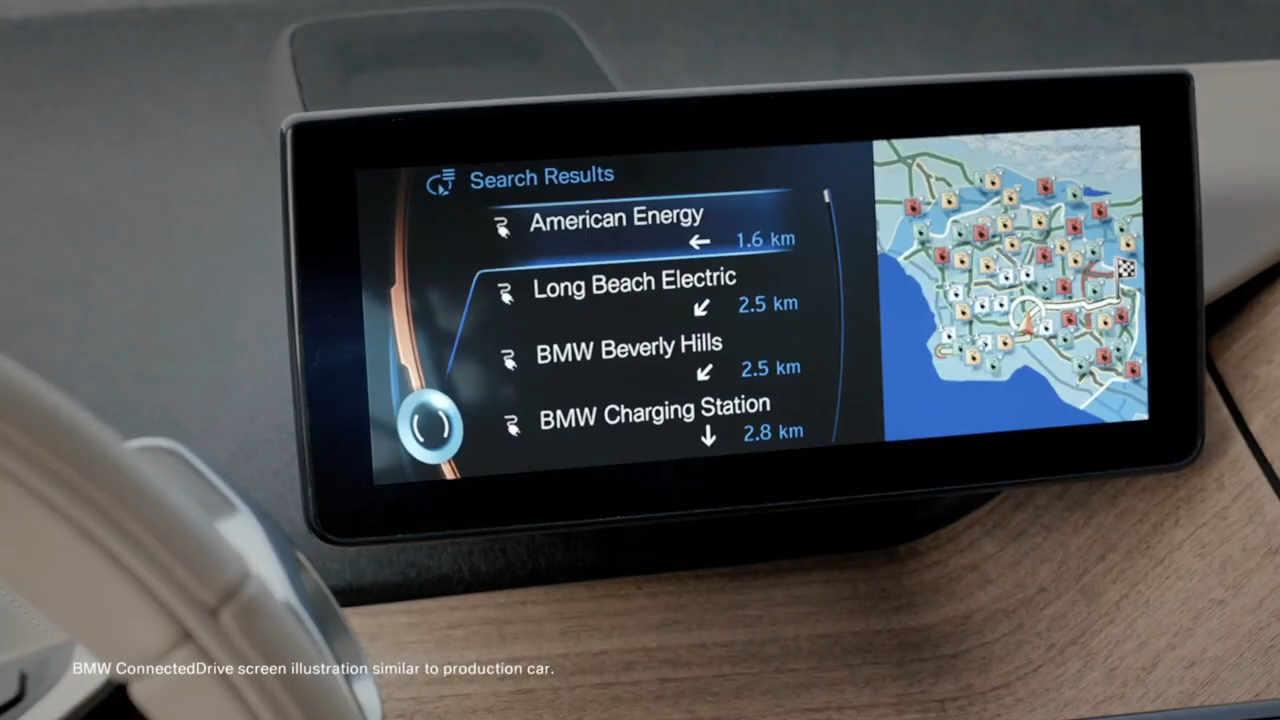 Search Results
American Energy
1.6 km
Long Beach Electric
2.5 km
BMW Beverly Hills
2.5 km
BMW Charging Station
2.8 km
BMW ConnectedDrive screen illustration similar to production car.